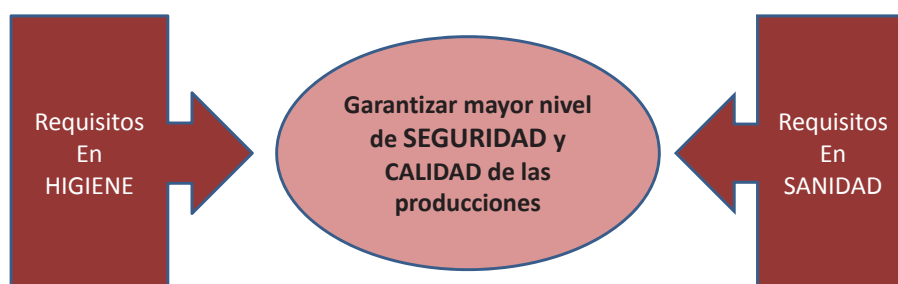 Requisitos
En
HIGIENE
Garantizar mayor nivel
de SEGURIDAD y
CALIDAD de las
producciones
Requisitos
En
SANIDAD